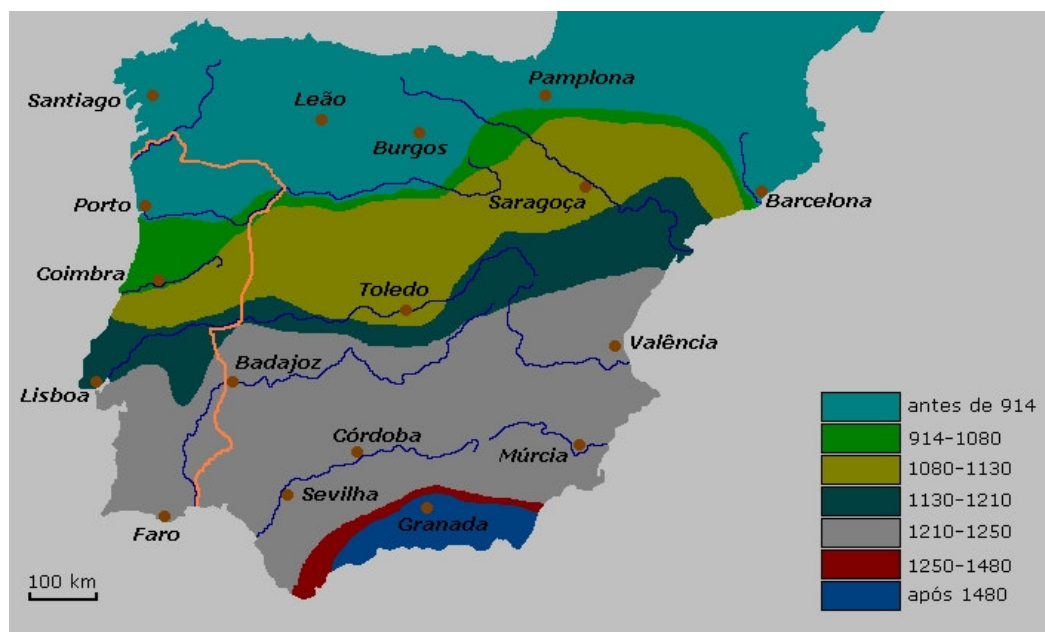 Pamplona
Santiago
Leão
Burgos
Porto
Saragoça
Barcelona
Coimbra
Toledo
Valência
Badajoz
Lisboa
Córdoba
Múrcia
Sevilha
Granada
Faro
100 km
antes de 914
914-1080
1080-1130
1130-1210
1210-1250
1250-1480
após 1480